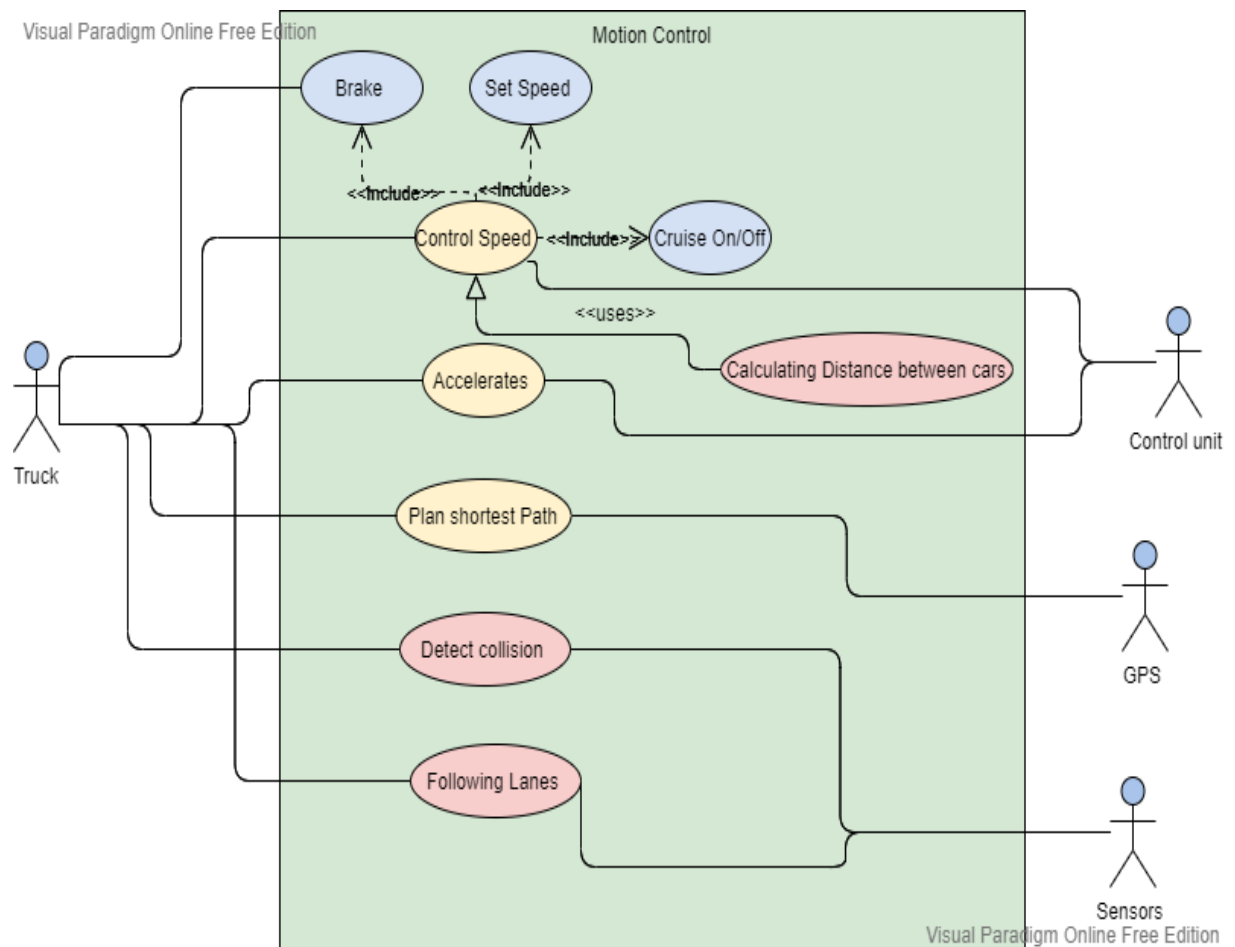 Visual Paradigm Online Free Edition
Motion Control
Brake
Set Speed
<<Include>>
<<Include>>
Control Speed
<<Include>>
Cruise On/Off
<<uses>>
Calculating Distance between cars
Accelerates
Truck
Control unit
Plan shortest Path
GPS
Detect collision
Following Lanes
Sensors
Visual Paradigm Online Free Edition